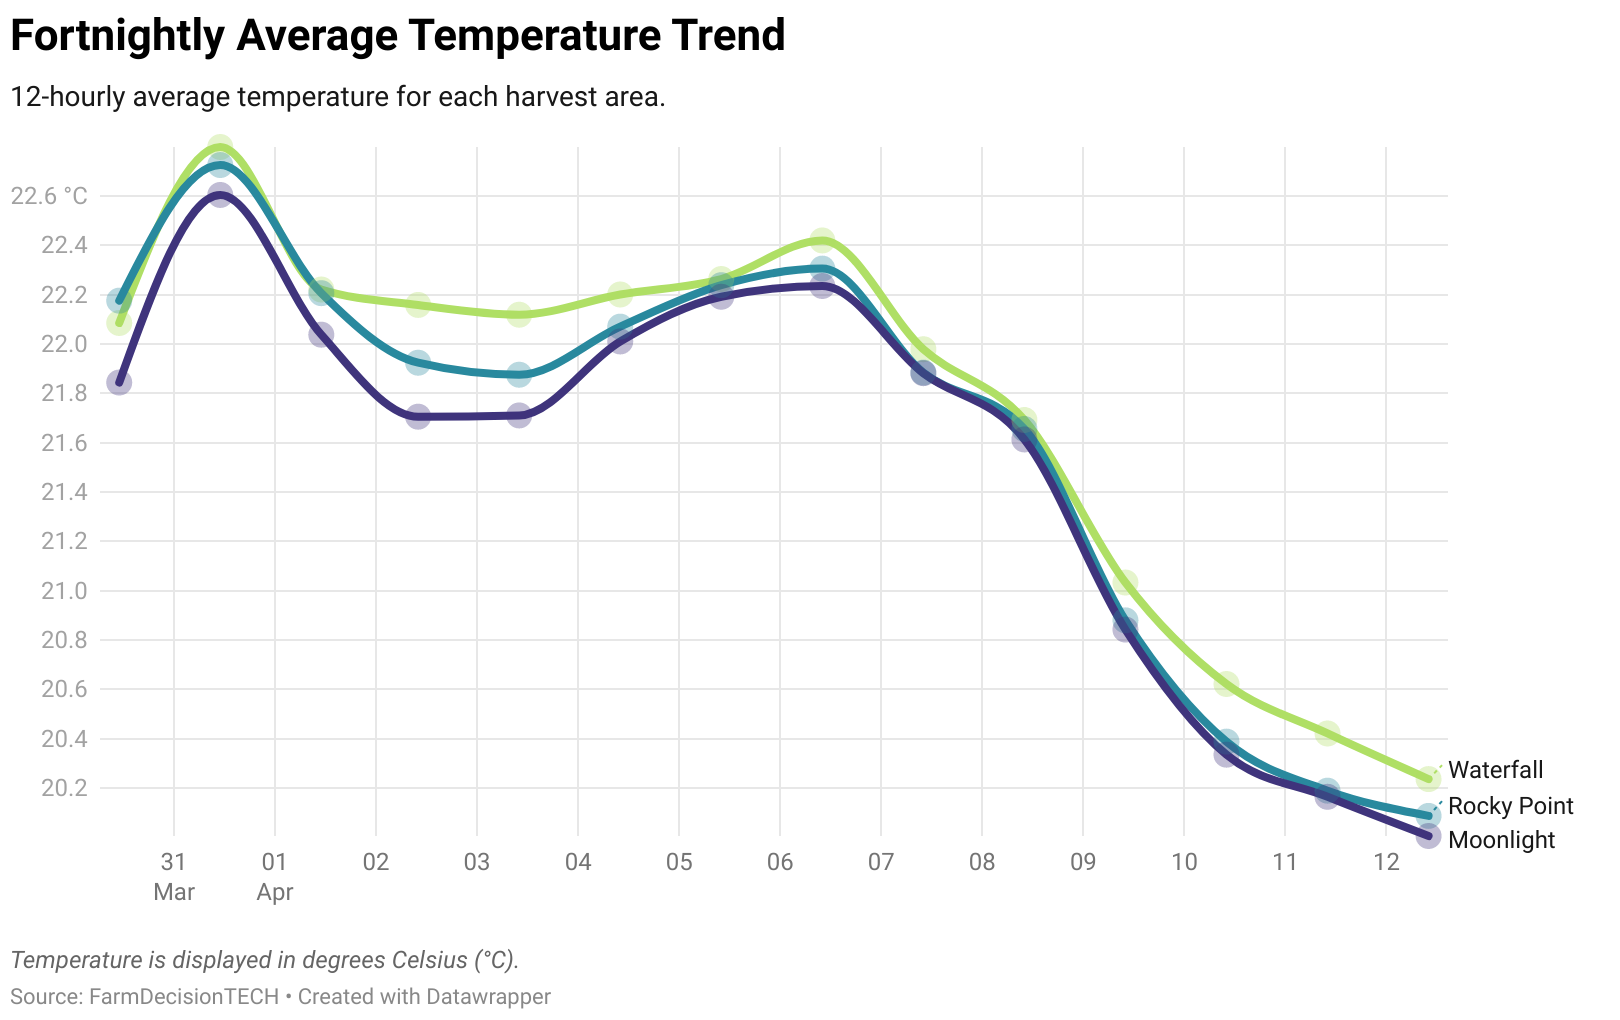 Fortnightly Average Temperature Trend
12-hourly average temperature for each harvest area.
22.6 °C
22.4
22.2
22.0
21.8
21.6
21.4
21.2
21.0
20.8
20.6
20.4
20.2
Waterfall
Rocky Point
Moonlight
31 01 02 03 04 05 06 07 08 09 10 11 12
Mar Apr
Temperature is displayed in degrees Celsius (°C).
Source: FarmDecisionTECH • Created with Datawrapper